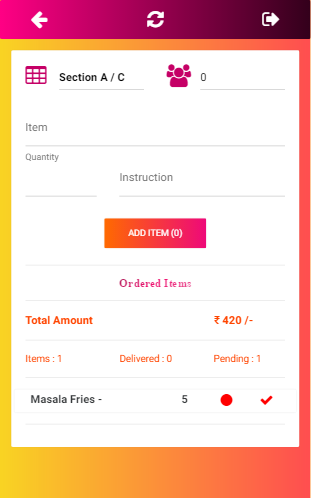 Section A / C
0
Item
Quantity
Instruction
ADD ITEM (0)
Ordered Items
Total Amount ₹ 420 /-
Items : 1 Delivered : 0 Pending : 1
Masala Fries - 5